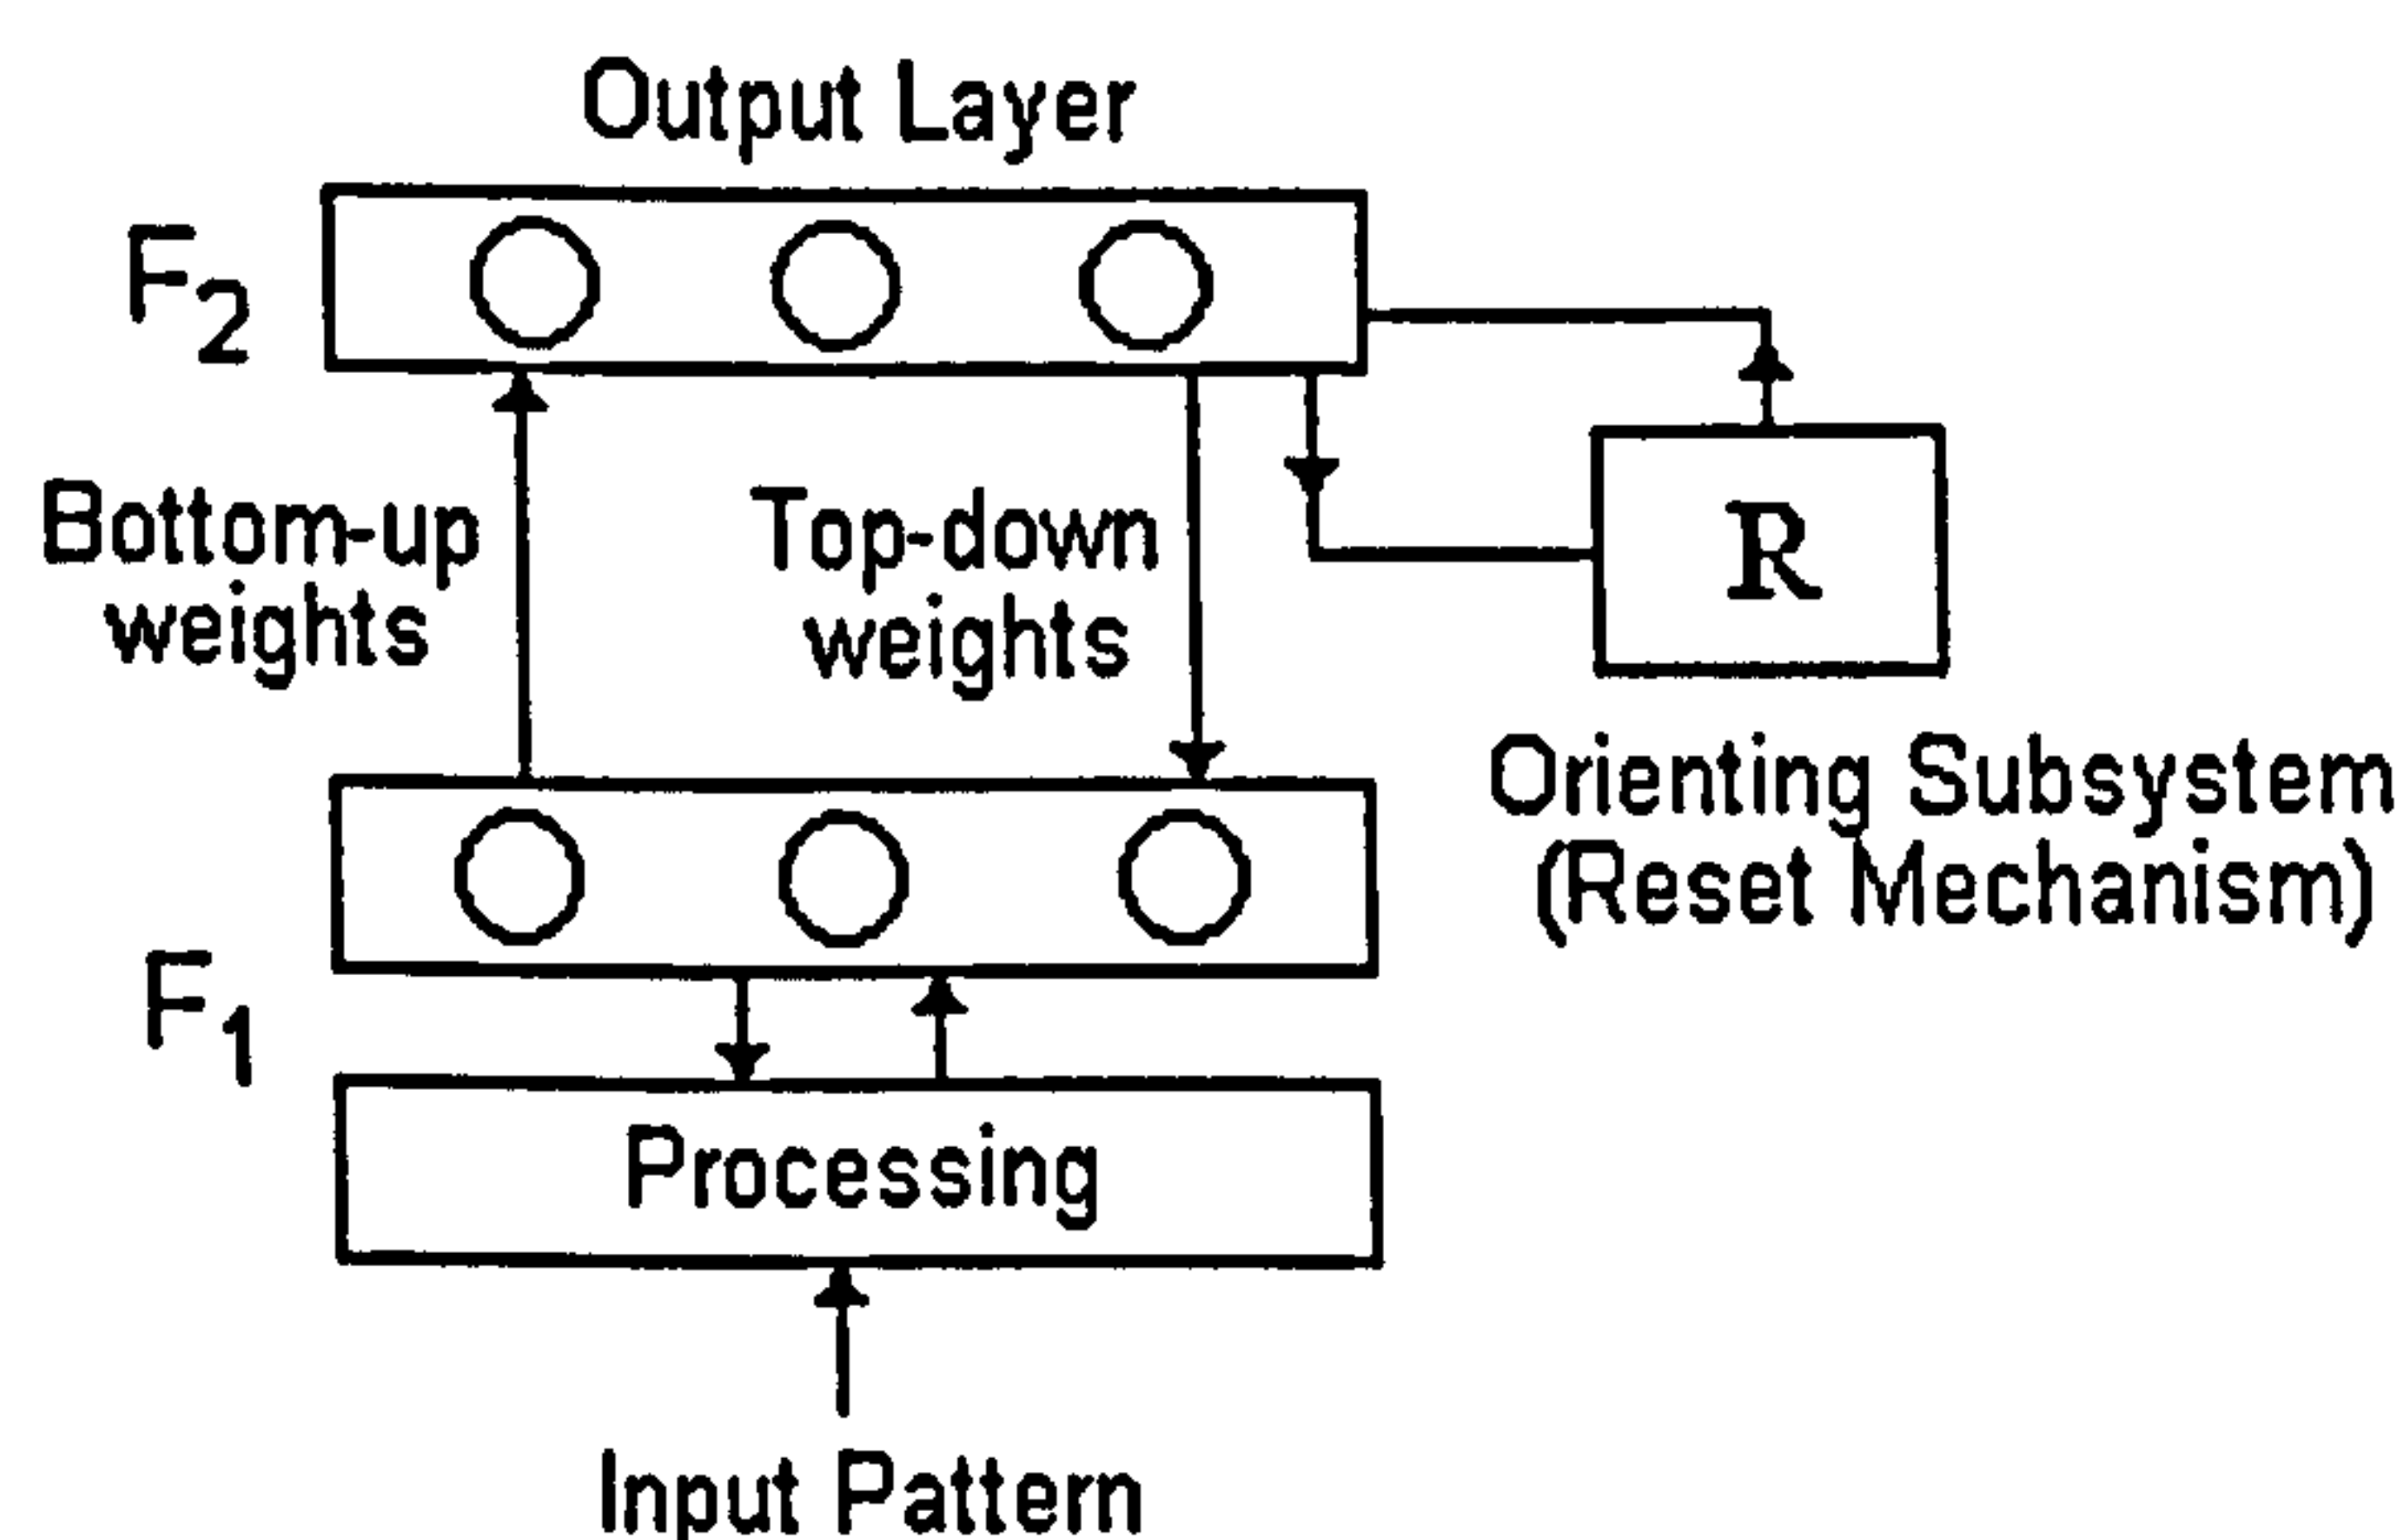 Output Layer
F2
Bottom-up
weights
Top-down
weights
R
Orienting Subsystem
(Reset Mechanism)
F1
Processing
Input Pattern